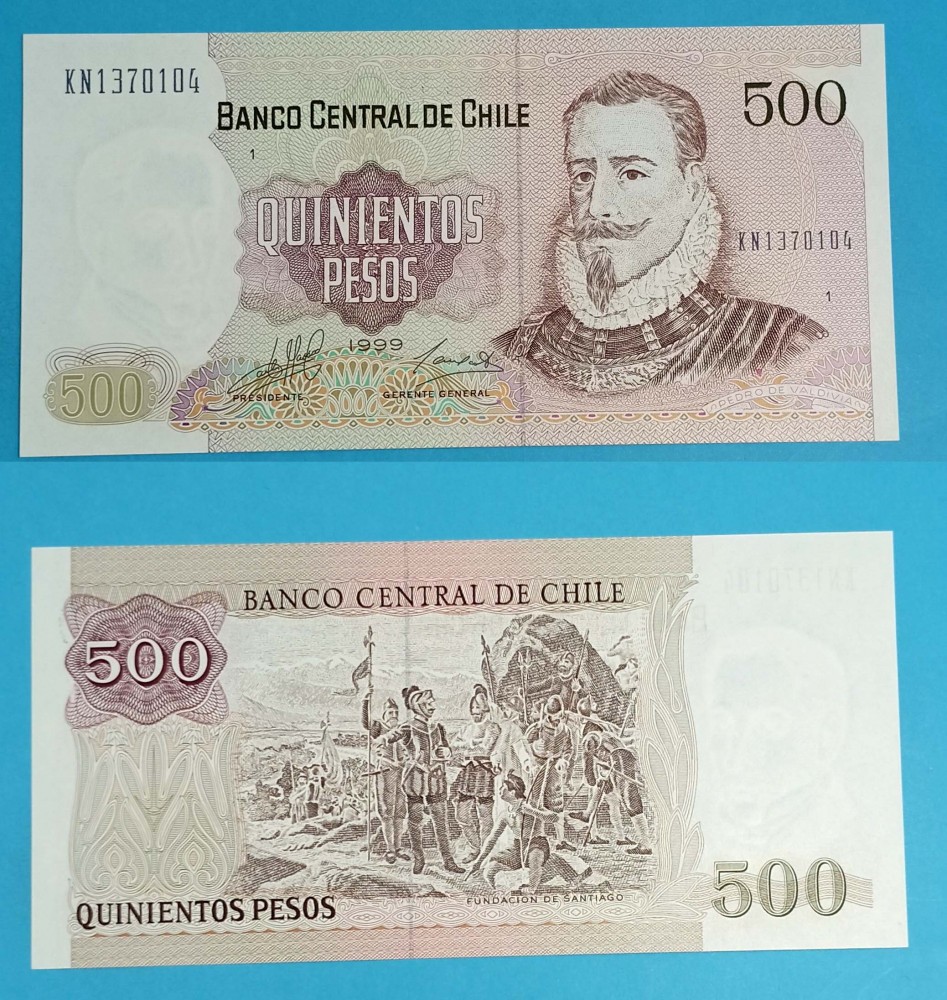 KN1370104
BANCO CENTRAL DE CHILE
500
1
QUINIENTOS
PESOS
KN1370104
1
1999
500
PRESIDENTE
GERENTE GENERAL
PEDRO DE VALDIVIA
BANCO CENTRAL DE CHILE
500
QUINIENTOS PESOS
FUNDACION DE SANTIAGO
500